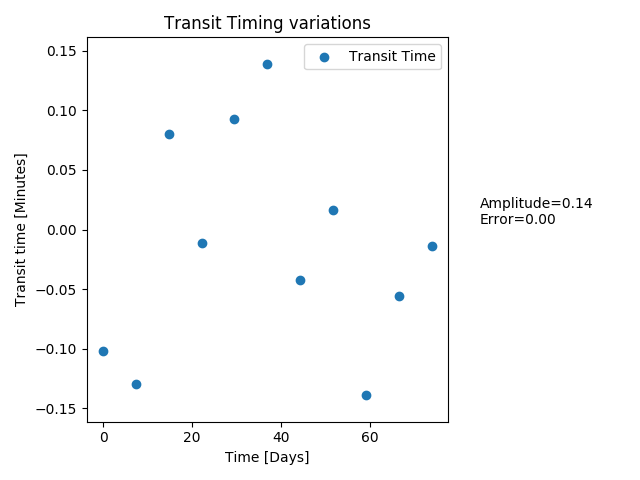 Transit Timing variations
Transit Time
Transit time [Minutes]
0.15
0.10
0.05
0.00
−0.05
−0.10
−0.15
Amplitude=0.14
Error=0.00
0 20 40 60
Time [Days]